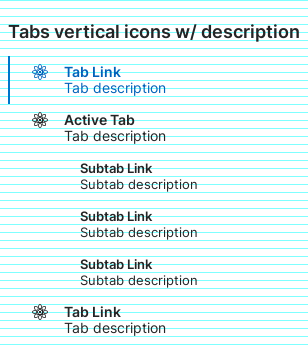 Tabs vertical icons w/ description
Tab Link
Tab description
Active Tab
Tab description
Subtab Link
Subtab description
Subtab Link
Subtab description
Subtab Link
Subtab description
Tab Link
Tab description